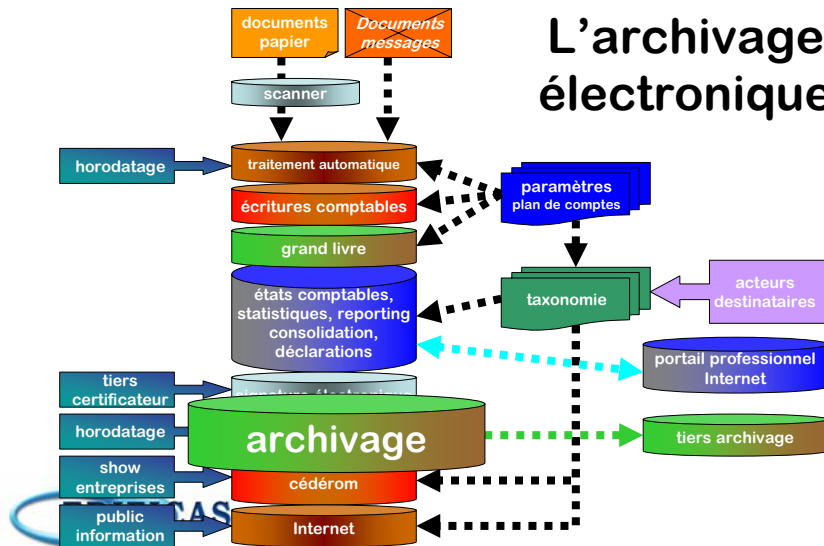 L'archivage
électronique
documents
papier
Documents
messages
scanner
horodatage
traitement automatique
écritures comptables
grand livre
paramètres
plan de comptes
états comptables,
statistiques, reporting
consolidation,
déclarations
taxonomie
acteurs
destinataires
portail professionnel
Internet
tiers
certificateur
signature électronique
horodatage
archivage
tiers archivage
show
entreprises
cédérom
public
information
Internet